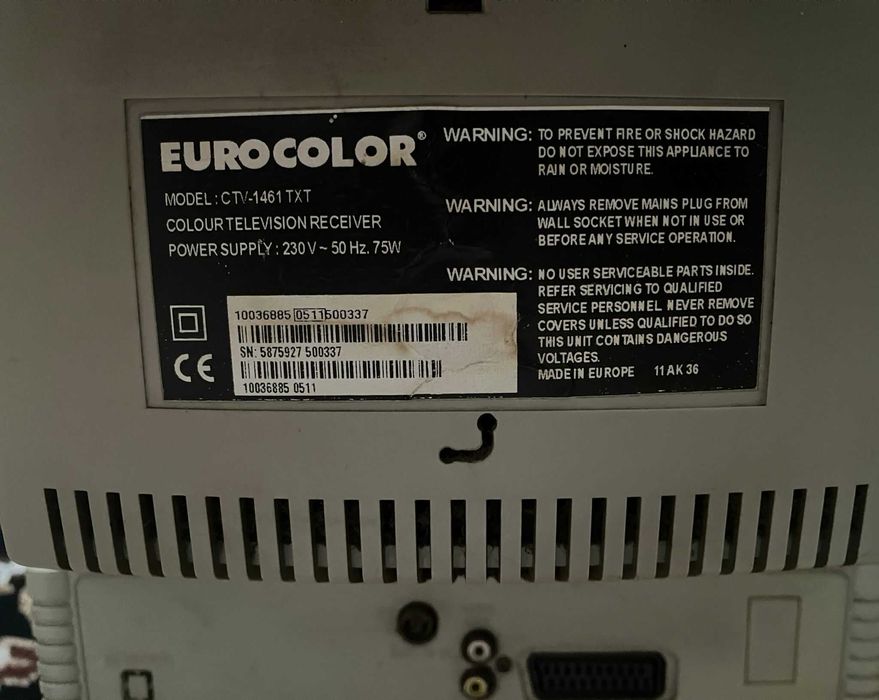 EUROCOLOR®
MODEL : CTV-1461 TXT
COLOUR TELEVISION RECEIVER
POWER SUPPLY : 230 V ~ 50 Hz. 75W
10036885 0511500337
SN: 5875927 500337
10036885 0511
CE
WARNING: TO PREVENT FIRE OR SHOCK HAZARD
DO NOT EXPOSE THIS APPLIANCE TO
RAIN OR MOISTURE.
WARNING: ALWAYS REMOVE MAINS PLUG FROM
WALL SOCKET WHEN NOT IN USE OR
BEFORE ANY SERVICE OPERATION.
WARNING: NO USER SERVICEABLE PARTS INSIDE.
REFER SERVICING TO QUALIFIED
SERVICE PERSONNEL. NEVER REMOVE
COVERS UNLESS QUALIFIED TO DO SO
THIS UNIT CONTAINS DANGEROUS
VOLTAGES.
MADE IN EUROPE 11 AK 36